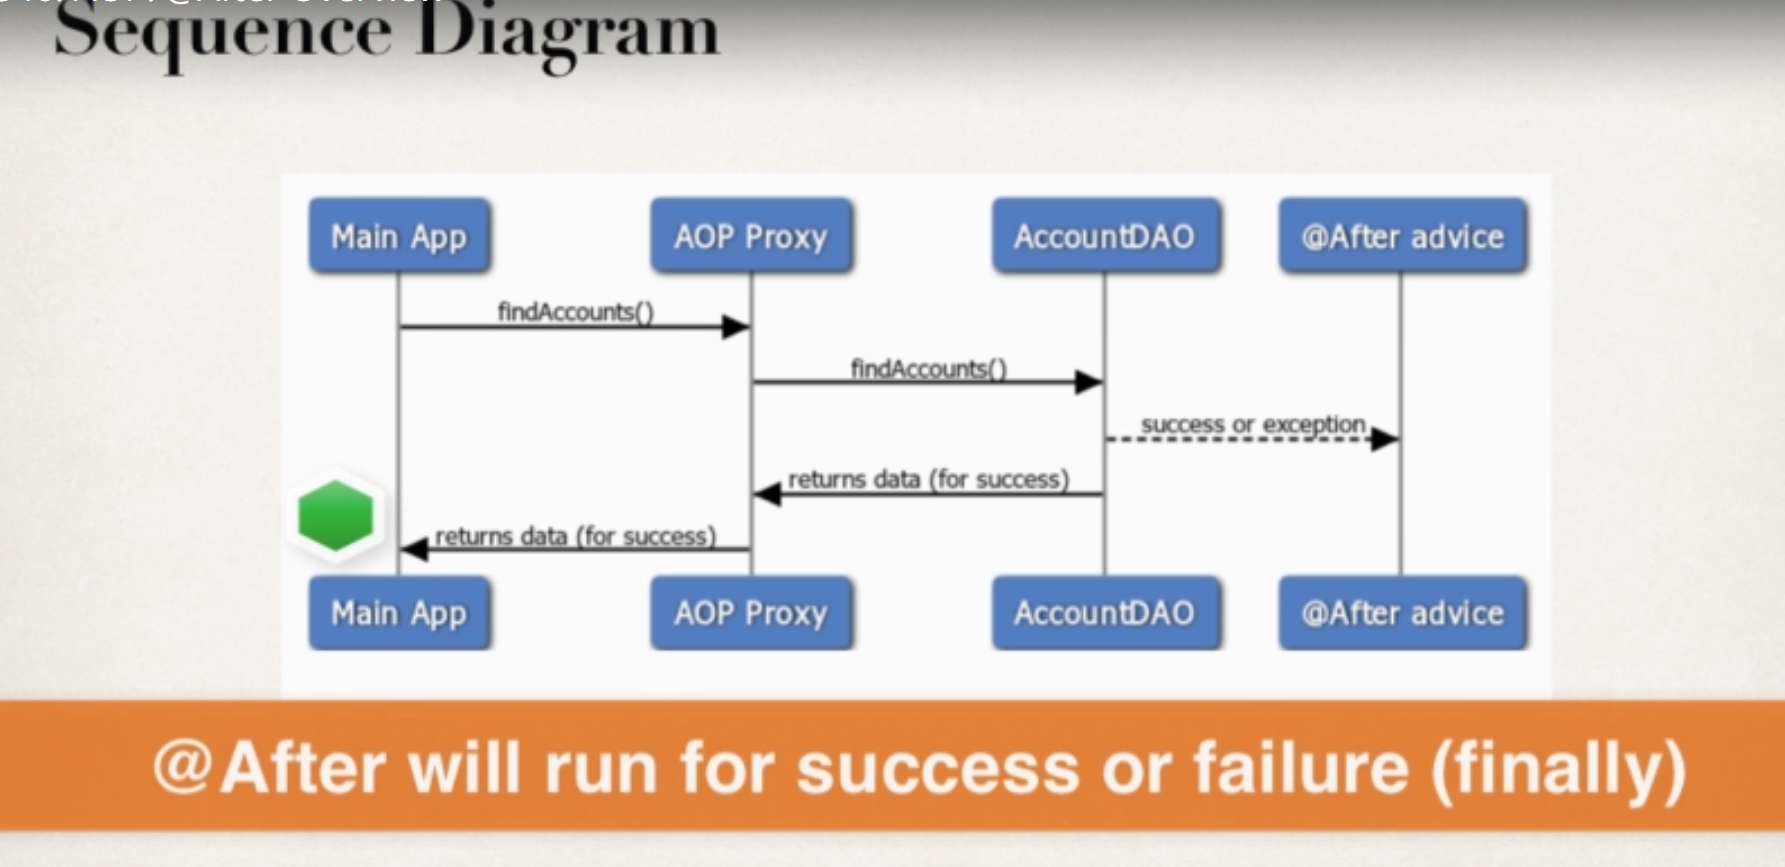 Sequence Diagram
Main App AOP Proxy AccountDAO @After advice
findAccounts()
findAccounts()
success or exception
returns data (for success)
returns data (for success)
Main App AOP Proxy AccountDAO @After advice
@After will run for success or failure (finally)